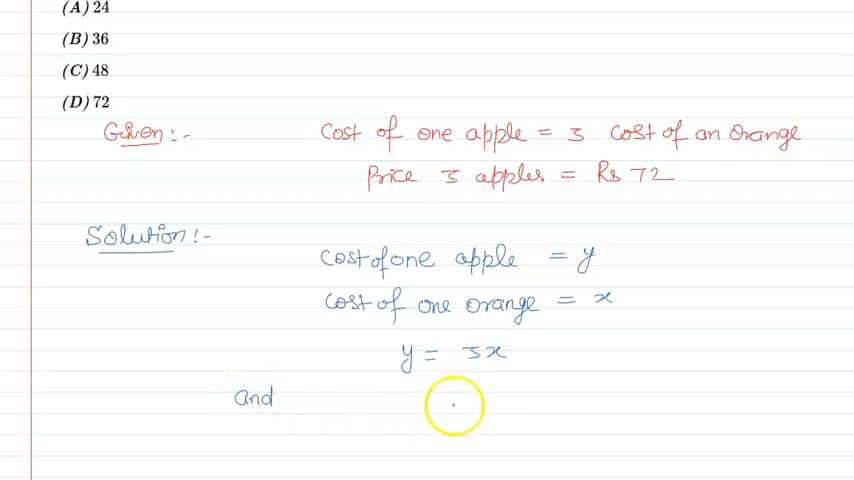 (A) 24
(B) 36
(C) 48
(D) 72
Given :- Cost of one apple = 3 Cost of an orange
Price 3 apples = Rs 72
Solution :-
Cost of one apple = y
Cost of one orange = x
y = 3x
and